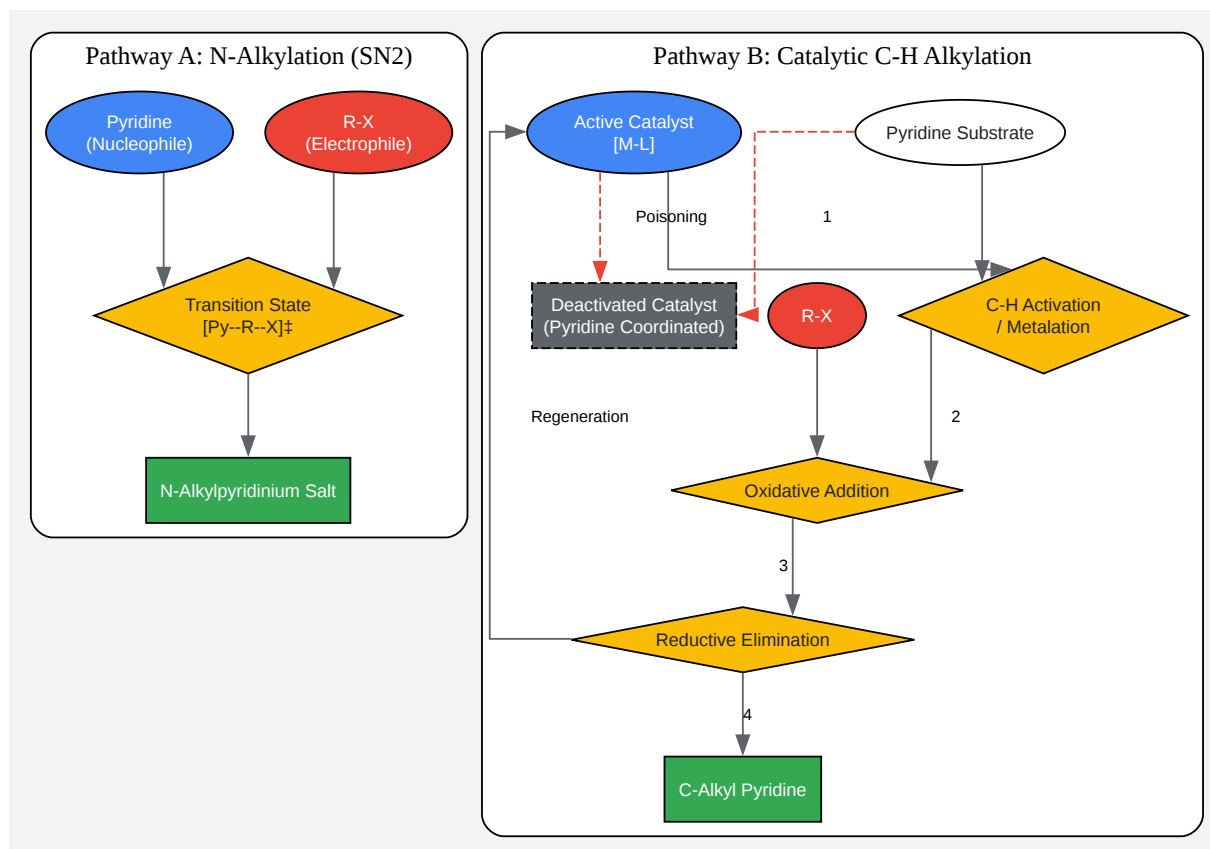 Pathway A: N-Alkylation (SN2)
Pyridine
(Nucleophile)
R-X
(Electrophile)
Transition State
[Py--R--X]‡
N-Alkylpyridinium Salt
Pathway B: Catalytic C-H Alkylation
Active Catalyst
[M-L]
Pyridine Substrate
Poisoning
1
Deactivated Catalyst
(Pyridine Coordinated)
R-X
C-H Activation
/ Metalation
Regeneration
2
Oxidative Addition
3
Reductive Elimination
4
C-Alkyl Pyridine